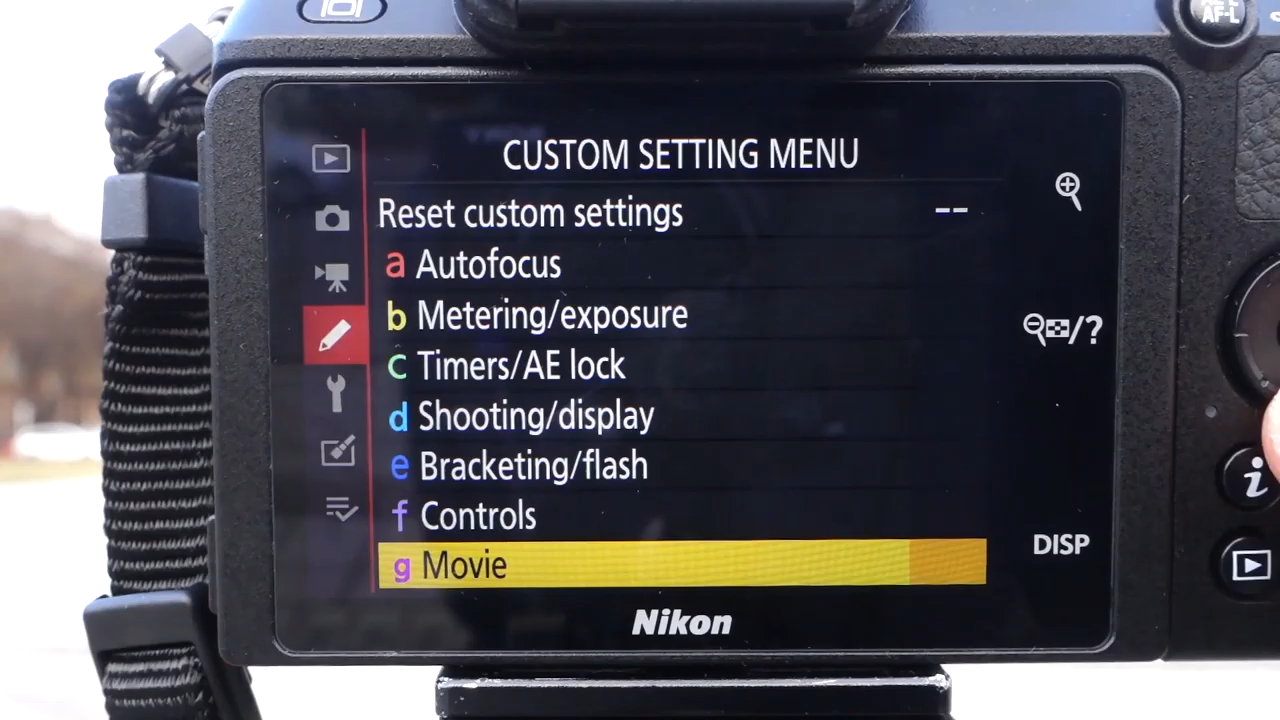 AF-L
CUSTOM SETTING MENU
Reset custom settings --
a Autofocus
b Metering/exposure
c Timers/AE lock
d Shooting/display
e Bracketing/flash
f Controls
g Movie
/?
i
DISP
Nikon